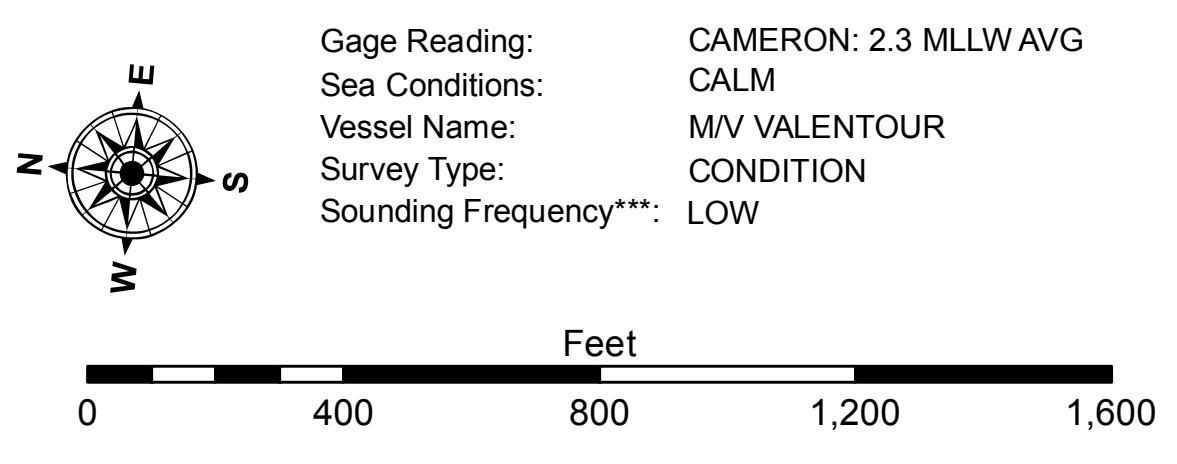 Gage Reading: CAMERON: 2.3 MLLW AVG
Sea Conditions: CALM
Vessel Name: M/V VALENTOUR
Survey Type: CONDITION
Sounding Frequency***: LOW
E
N
S
W
Feet
0 400 800 1,200 1,600